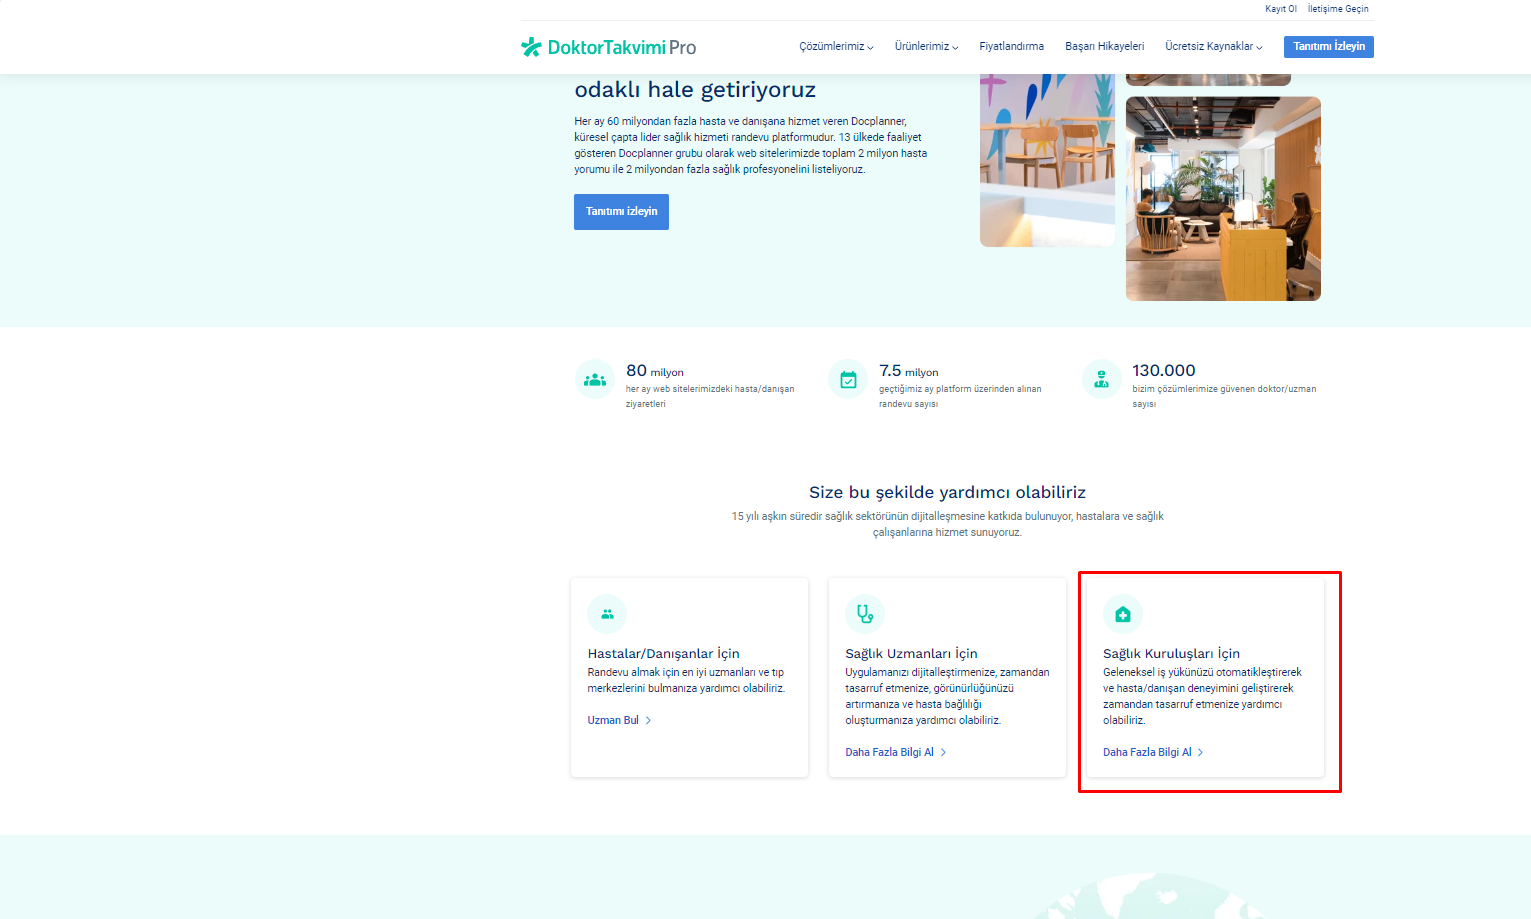 Kayıt Ol İletişime Geçin
DoktorTakvimi Pro Çözümlerimiz Ürünlerimiz Fiyatlandırma Başarı Hikayeleri Ücretsiz Kaynaklar Tanıtımı İzleyin
odaklı hale getiriyoruz
Her ay 60 milyondan fazla hasta ve danışana hizmet veren Docplanner,
küresel çapta lider sağlık hizmeti randevu platformudur. 13 ülkede faaliyet
gösteren Docplanner grubu olarak web sitelerimizde toplam 2 milyon hasta
yorumu ile 2 milyondan fazla sağlık profesyonelini listeliyoruz.
Tanıtımı izleyin
80 milyon
her ay web sitelerimizdeki hasta/danışan
ziyaretleri
7.5 milyon
geçtiğimiz ay platform üzerinden alınan
randevu sayısı
130.000
bizim çözümlerimize güvenen doktor/uzman
sayısı
Size bu şekilde yardımcı olabiliriz
15 yılı aşkın süredir sağlık sektörünün dijitalleşmesine katkıda bulunuyor, hastalara ve sağlık
çalışanlarına hizmet sunuyoruz.
Hastalar/Danışanlar İçin
Randevu almak için en iyi uzmanları ve tıp
merkezlerini bulmanıza yardımcı olabiliriz.
Uzman Bul
Sağlık Uzmanları İçin
Uygulamanızı dijitalleştirmenize, zamandan
tasarruf etmenize, görünürlüğünüzü
artırmanıza ve hasta bağlılığı
oluşturmanıza yardımcı olabiliriz.
Daha Fazla Bilgi Al
Sağlık Kuruluşları İçin
Geleneksel iş yükünüzü otomatikleştirerek
ve hasta/danışan deneyimini geliştirerek
zamandan tasarruf etmenize yardımcı
olabiliriz.
Daha Fazla Bilgi Al